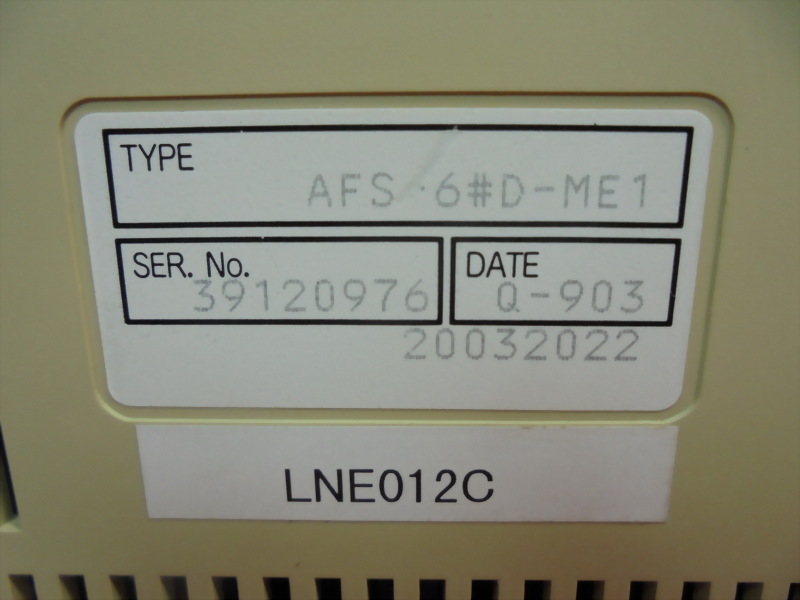 TYPE
AFS 6#D-ME1
SER. No.
39120976
DATE
Q-903
20032022
LNE012C